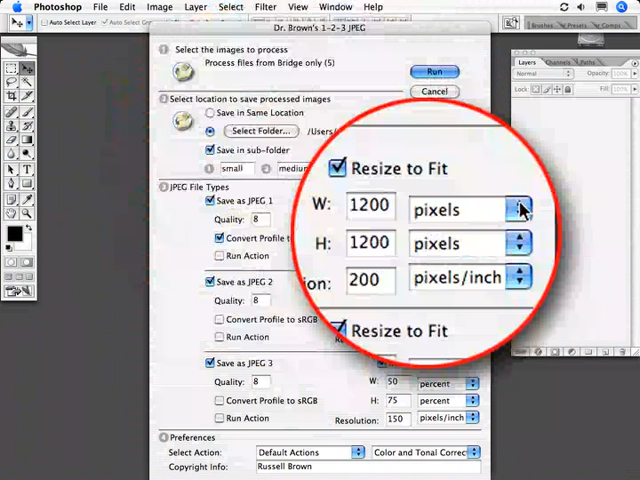 Photoshop File Edit Image Layer Select Filter View Window Help
Auto Select Layer
Brushes Presets Comps
Dr. Brown's 1-2-3 JPEG
1 Select the images to process
Process files from Bridge only (5)
Run
Cancel
2 Select location to save processed images
Save in Same Location
Select Folder... /Users/
Save in sub-folder
1 small 2 medium
3 JPEG File Types
Save as JPEG 1
Quality: 8
Convert Profile to
Run Action
Resize to Fit
W: 1200 pixels
H: 1200 pixels
ion: 200 pixels/inch
Resize to Fit
Save as JPEG 2
Quality: 8
Convert Profile to sRGB
Run Action
Save as JPEG 3
Quality: 8
Convert Profile to sRGB
Run Action
W: 50 percent
H: 75 percent
Resolution: 150 pixels/inch
4 Preferences
Select Action: Default Actions Color and Tonal Correc
Copyright Info: Russell Brown
Layers Channels Paths
Normal Opacity:
Lock: Fill: